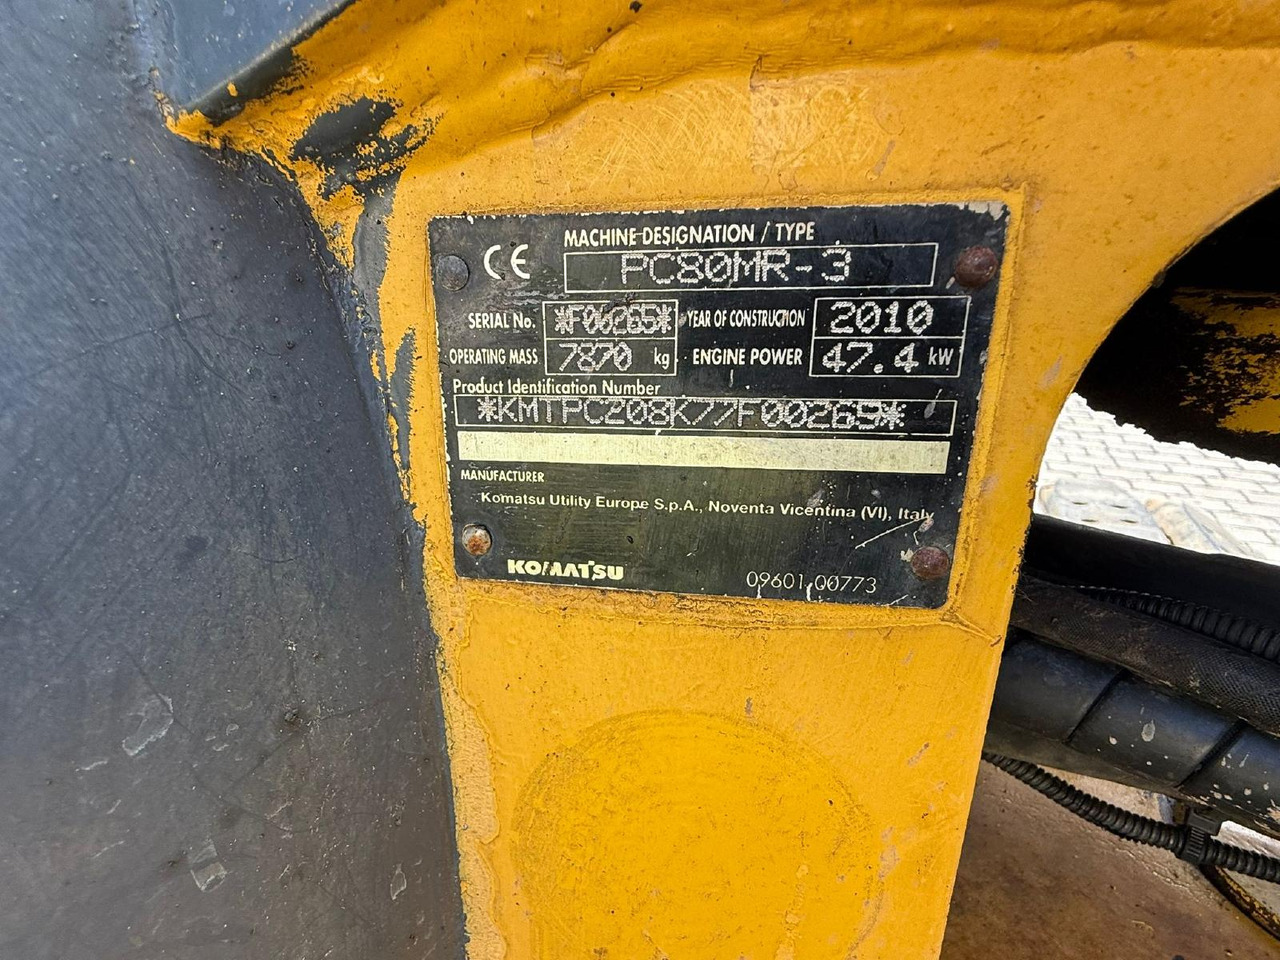 CE
MACHINE DESIGNATION / TYPE
PC80MR-3
SERIAL No. *F00265* YEAR OF CONSTRUCTION 2010
OPERATING MASS 7870 kg ENGINE POWER 47.4 kW
Product Identification Number
*KMTPC208K77F00265*
MANUFACTURER
Komatsu Utility Europe S.p.A., Noventa Vicentina (VI), Italy
KOMATSU 09601 00773